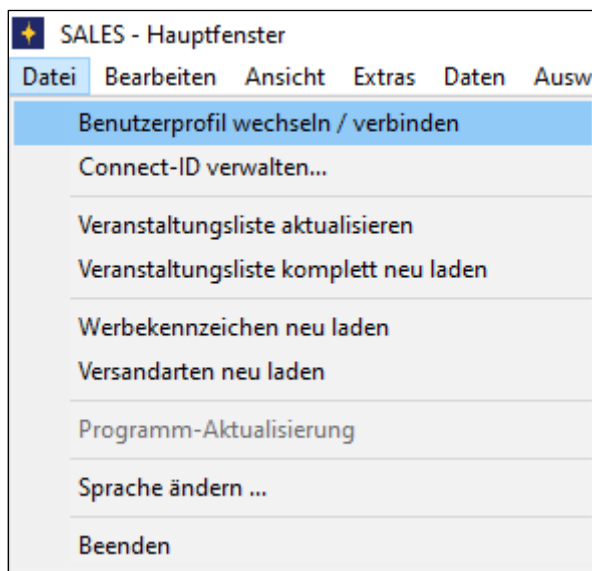 SALES - Hauptfenster
Datei Bearbeiten Ansicht Extras Daten Ausw
Benutzerprofil wechseln / verbinden
Connect-ID verwalten...
Veranstaltungsliste aktualisieren
Veranstaltungsliste komplett neu laden
Werbekennzeichen neu laden
Versandarten neu laden
Programm-Aktualisierung
Sprache ändern ...
Beenden